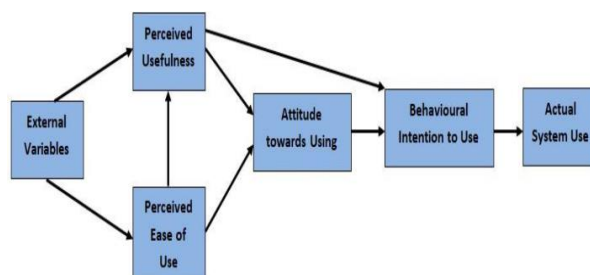 Perceived
Usefulness
External
Variables
Attitude
towards Using
Behavioural
Intention to Use
Actual
System Use
Perceived
Ease of
Use